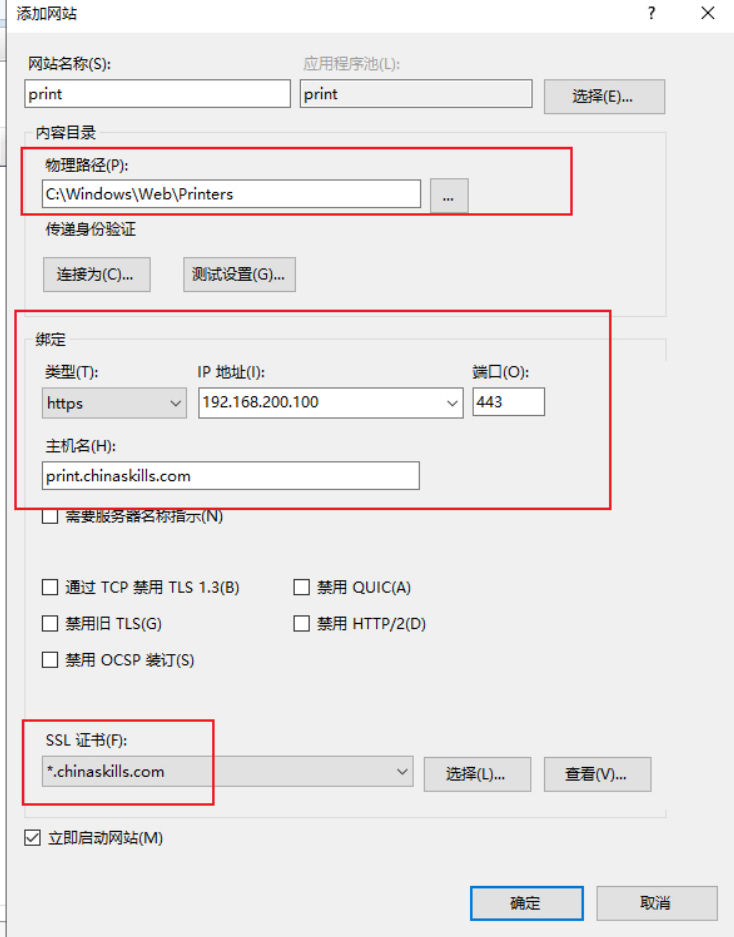 添加网站 ? ×
网站名称(S): 应用程序池(L):
print print 选择(E)...
内容目录
物理路径(P):
C:\Windows\Web\Printers ...
传递身份验证
连接为(C)... 测试设置(G)...
绑定
类型(T): IP 地址(I): 端口(O):
https 192.168.200.100 443
主机名(H):
print.chinaskills.com
需要服务器名称指示(N)
通过 TCP 禁用 TLS 1.3(B) 禁用 QUIC(A)
禁用旧 TLS(G) 禁用 HTTP/2(D)
禁用 OCSP 装订(S)
SSL 证书(F):
*.chinaskills.com 选择(L)... 查看(V)...
立即启动网站(M)
确定 取消